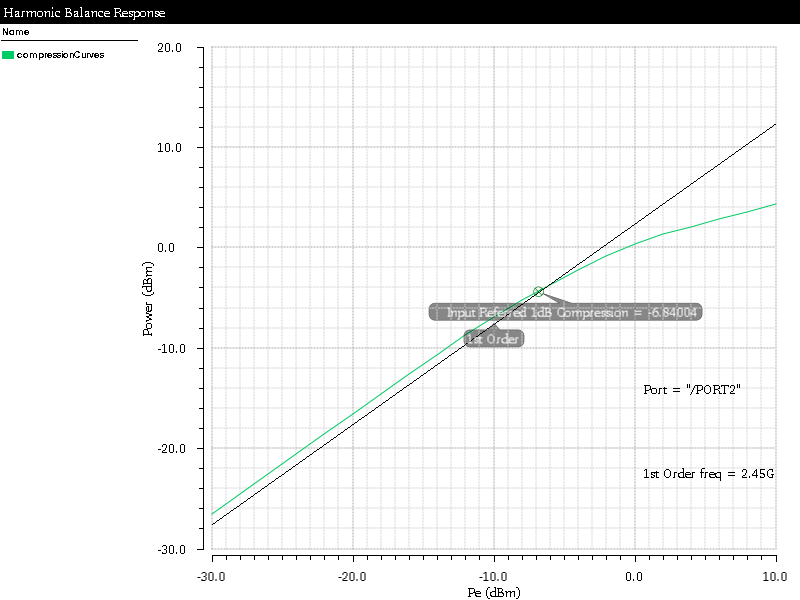 Harmonic Balance Response
Name
compressionCurves
20.0
10.0
0.0
-10.0
-20.0
-30.0
Power (dBm)
Input Referred 1dB Compression = -6.84004
1st Order
Port = "/PORT2"
1st Order freq = 2.45G
-30.0 -20.0 -10.0 0.0 10.0
Pe (dBm)